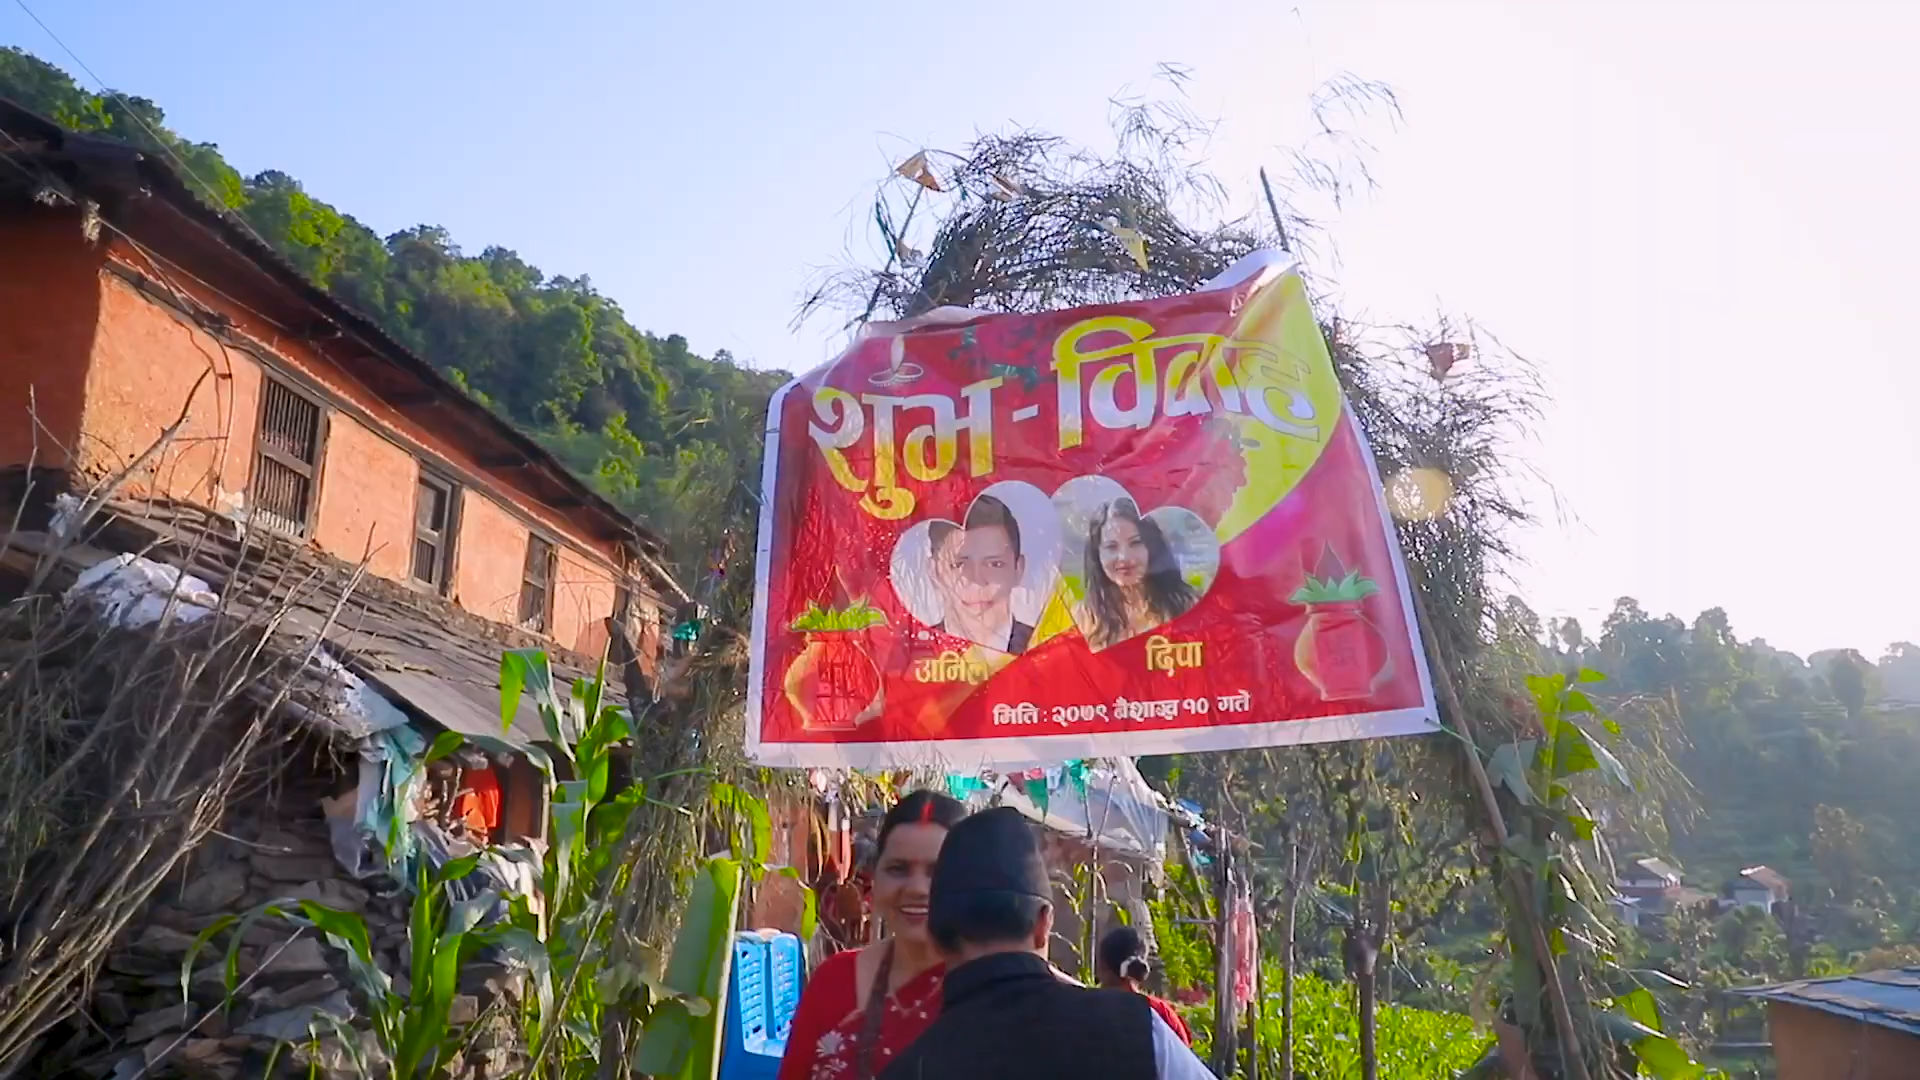 शुभ-विवाह
अनिल
दिपा
मिति : २०७९ बैशाख १० गते